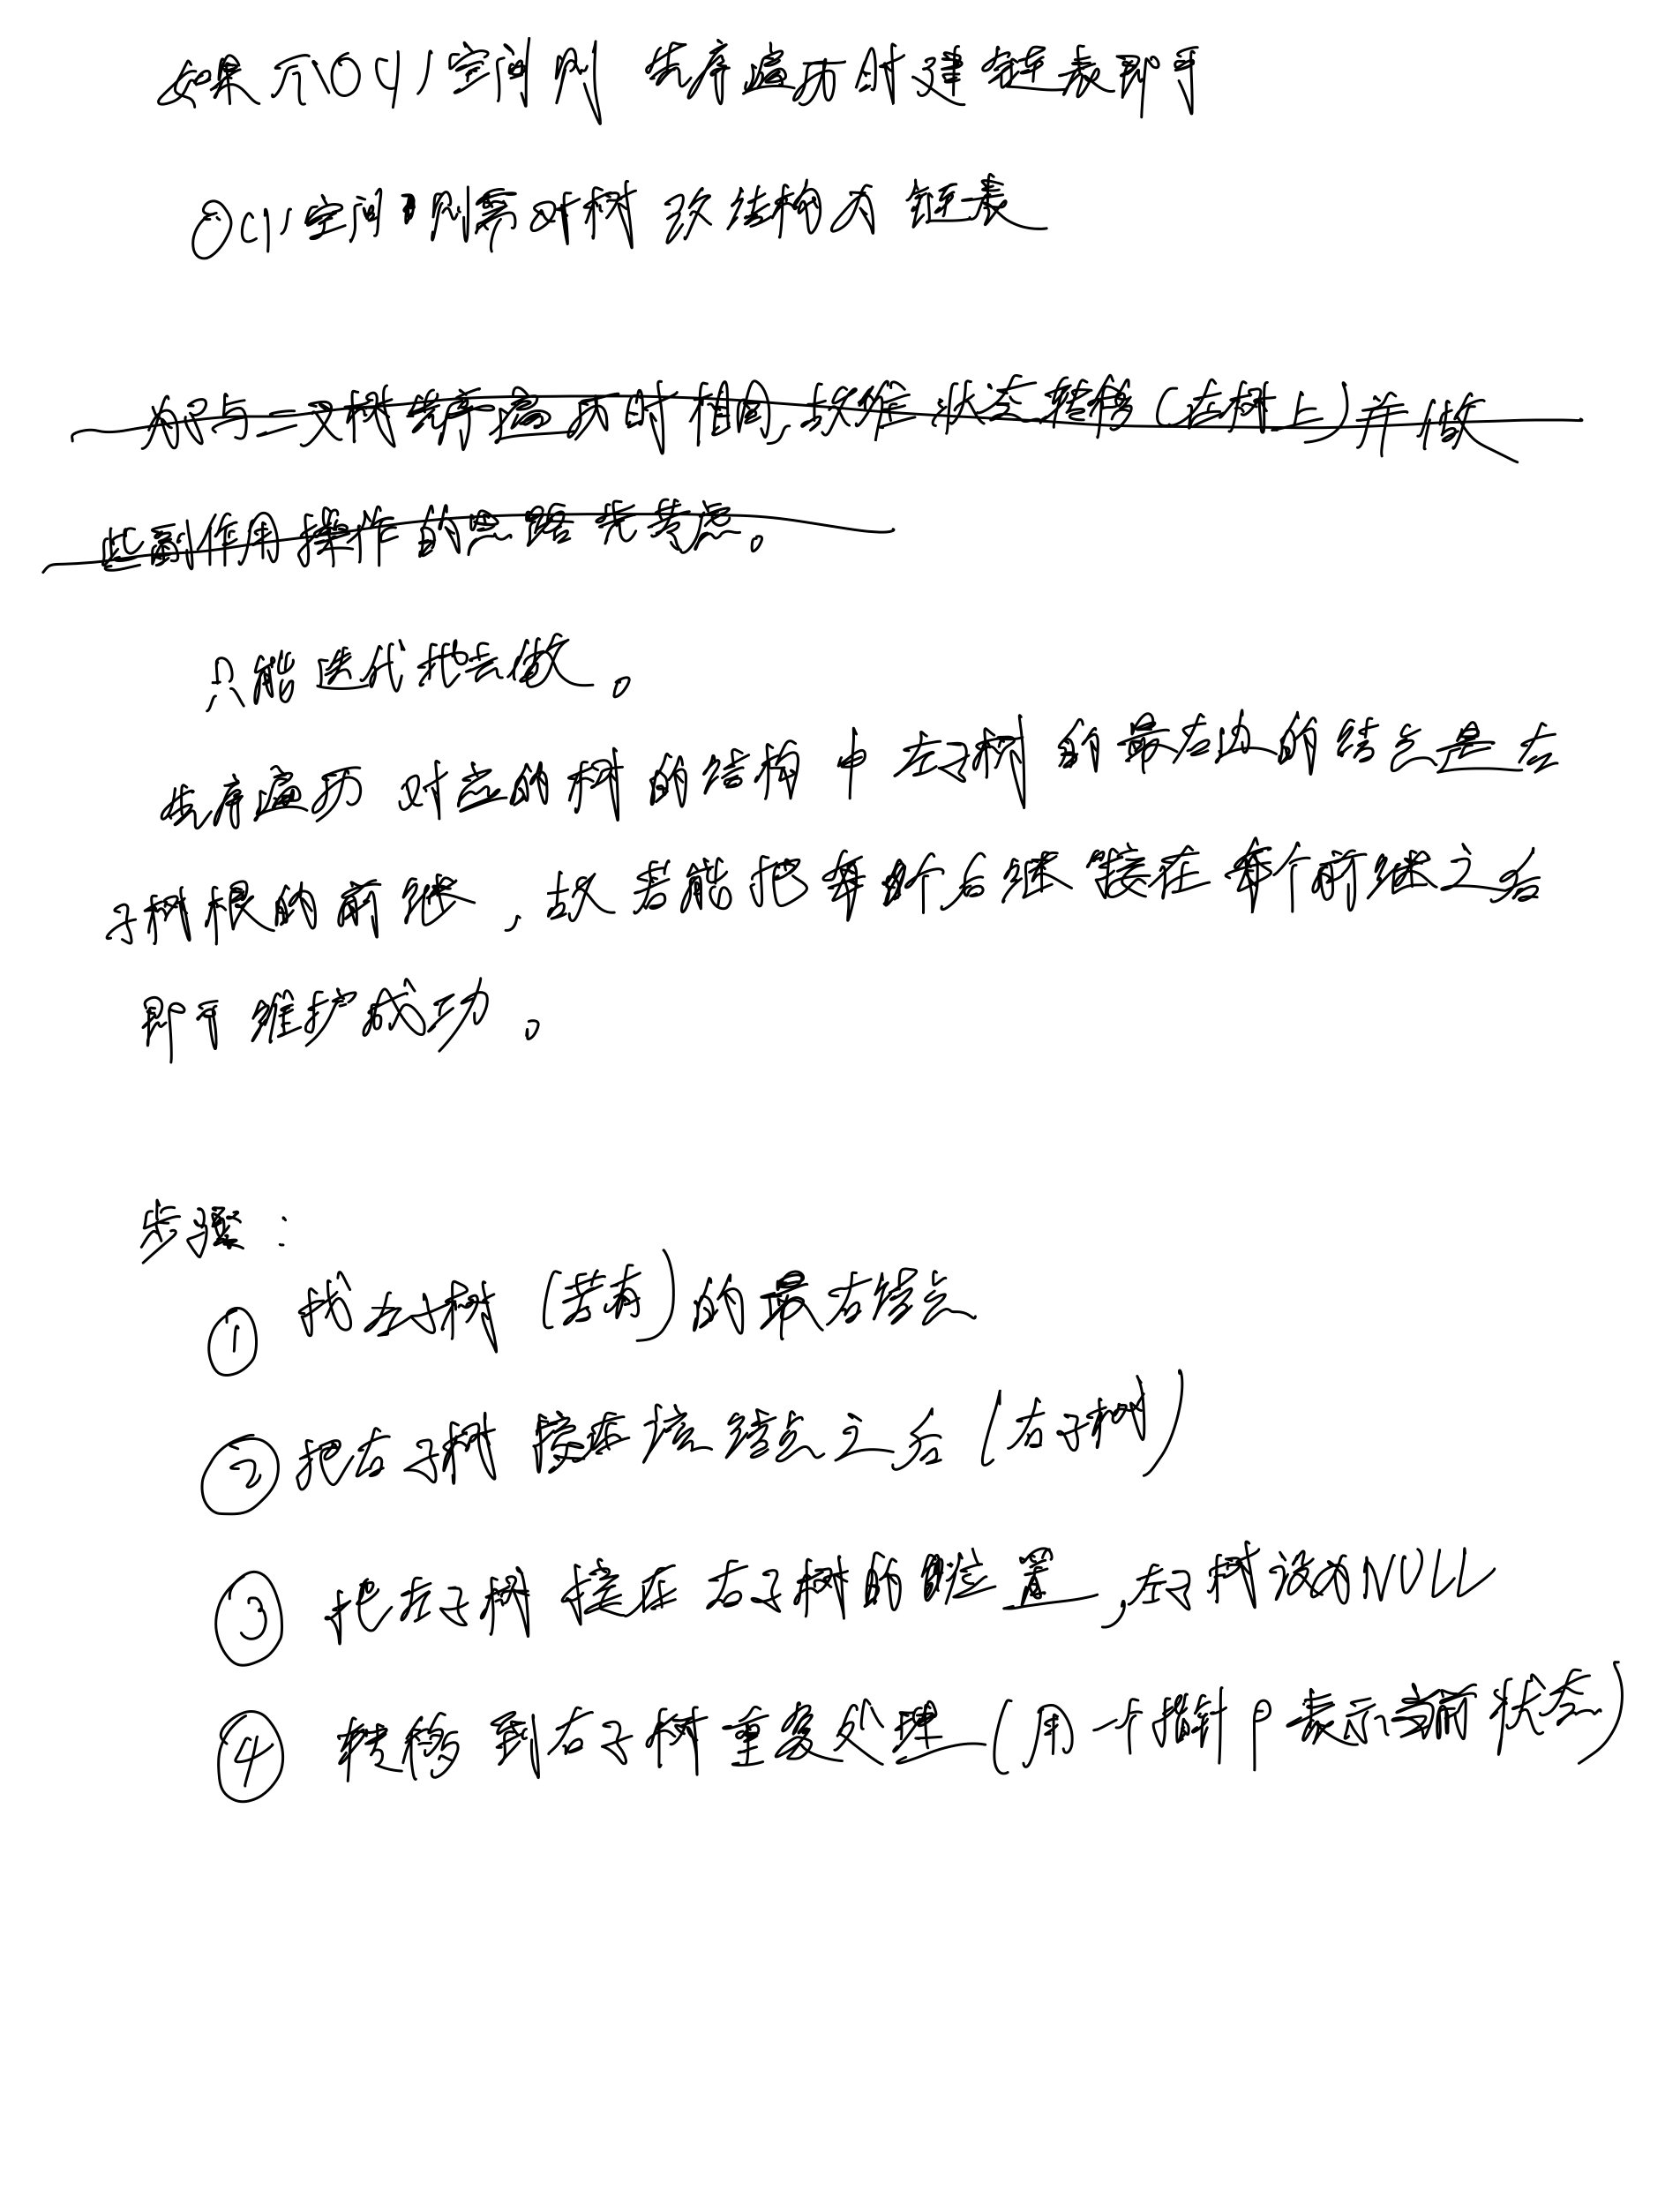 如果不O(1)空间则 先序遍历时建链表即可
O(1)空间则需对树改结构为链表
为了与二叉树先序遍历时相同,故作状态转移(在树上)并做
些副作用操作的思路先考虑。
只能迭代地去做。
先序遍历对应的树的结构中左子树的最右边的结点是右
子树根的前继,故若能把每个后继接在每个前继之后
即可维护成功。
步骤:
① 找左子树(若有)的最右结点
② 把右子树接在该结点之后(右子树)
③ 把左子树接在右子树的位置,左子树设为NULL
④ 转移到右子树重复处理(用一个指针p表示当前状态)